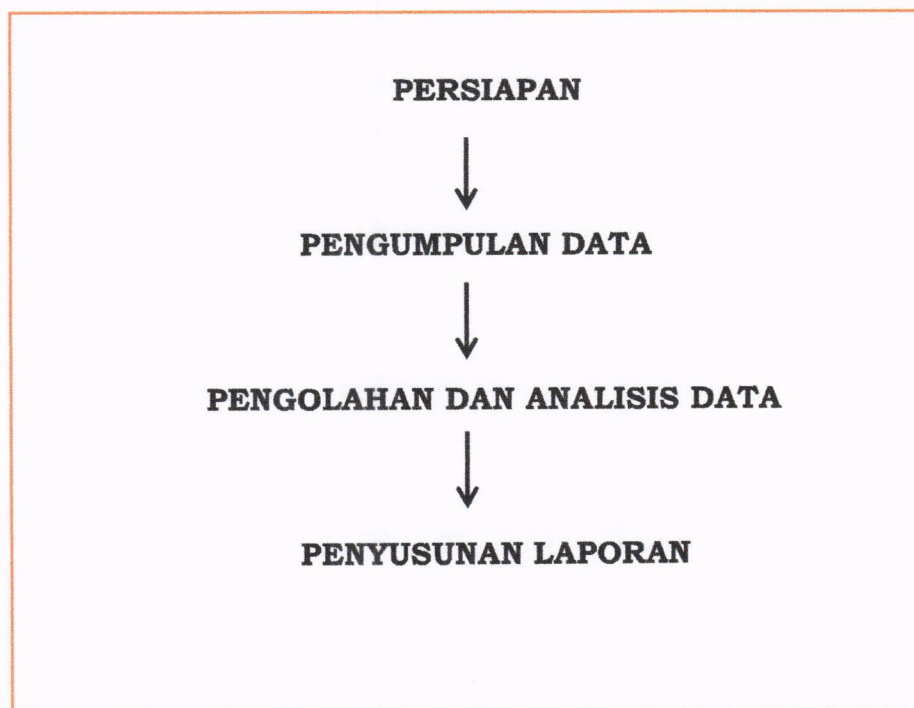 PERSIAPAN
PENGUMPULAN DATA
PENGOLAHAN DAN ANALISIS DATA
PENYUSUNAN LAPORAN